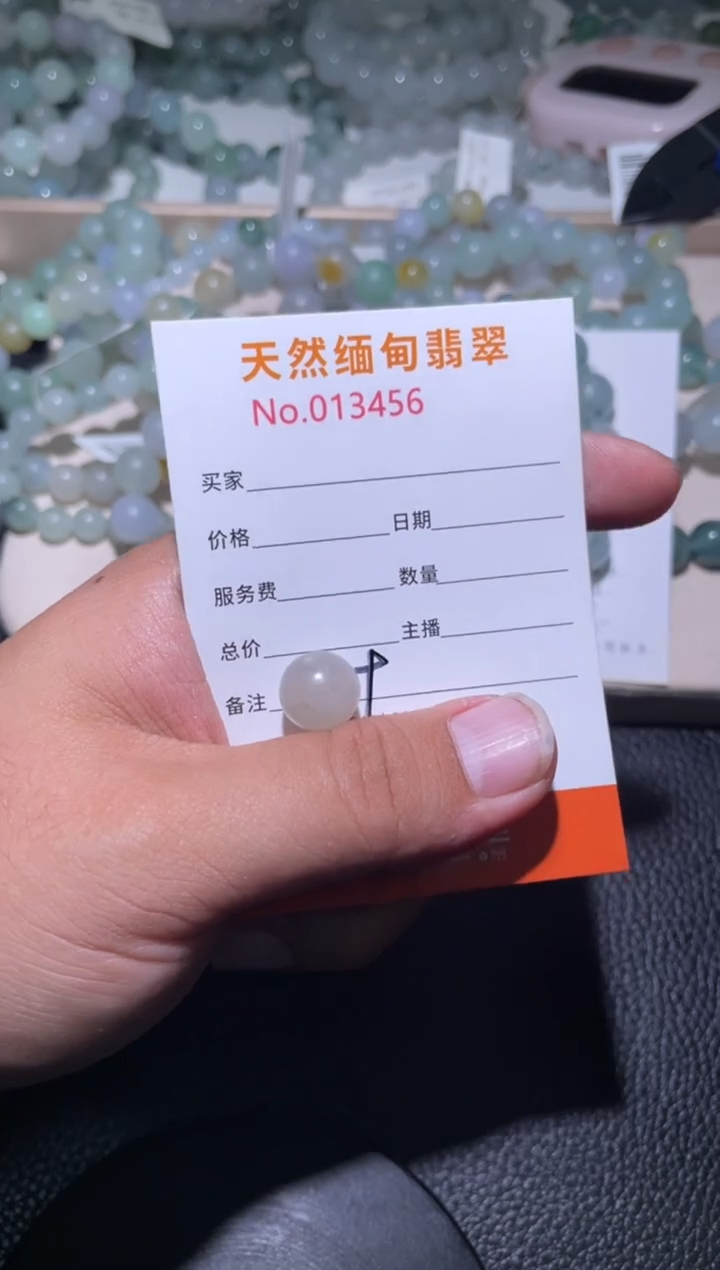 天然缅甸翡翠
No.013456
买家
价格 日期
服务费 数量
总价 主播
备注